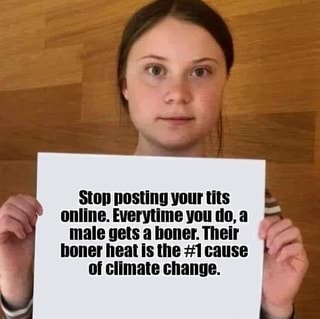 Stop posting your tits
online. Everytime you do, a
male gets a boner. Their
boner heat is the #1 cause
of climate change.